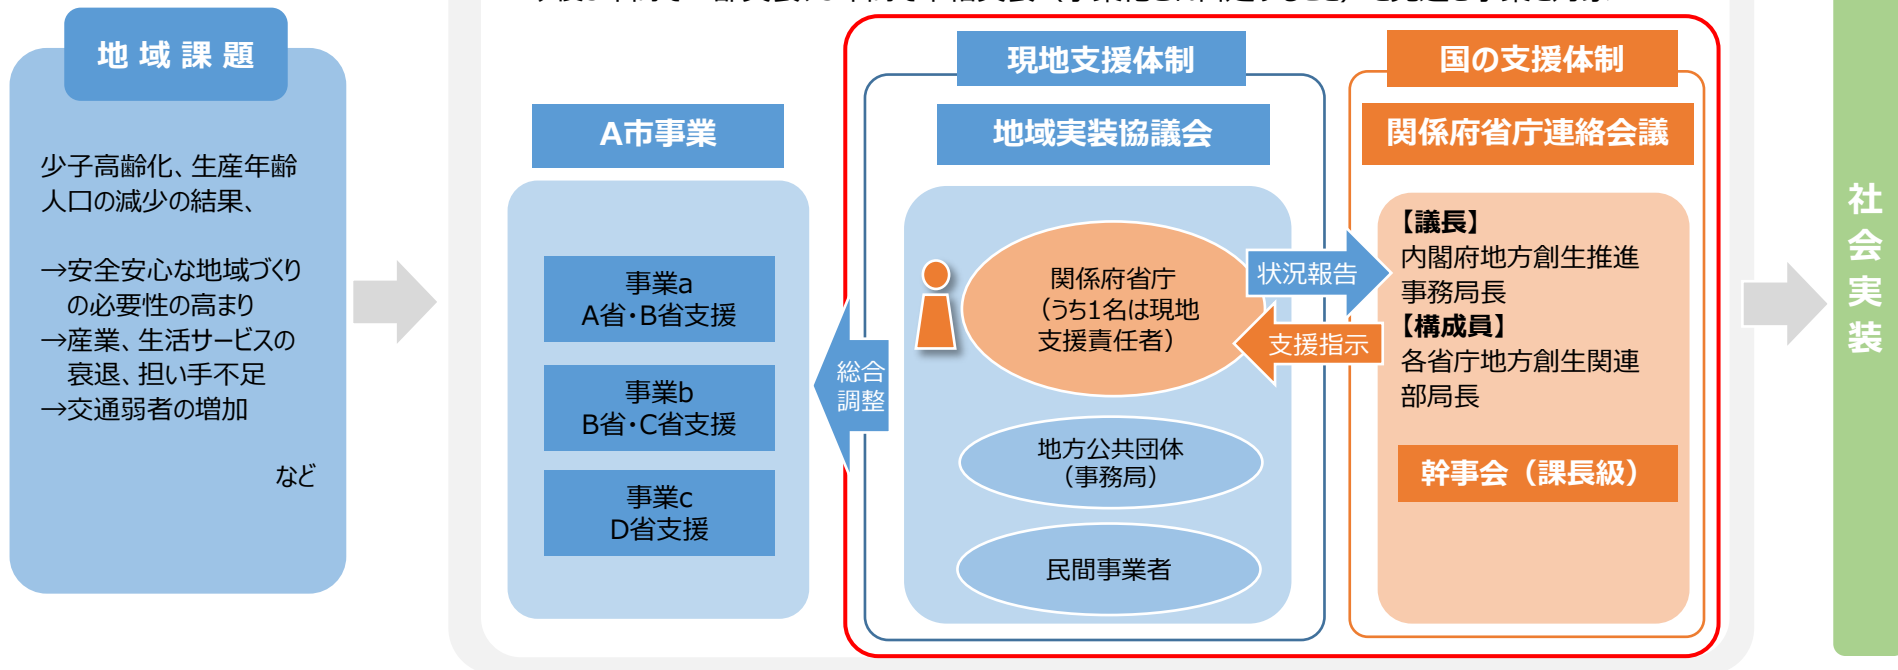 地域課題
少子高齢化、生産年齢
人口の減少の結果、
→安全安心な地域づくり
の必要性の高まり
→産業、生活サービスの
衰退、担い手不足
→交通弱者の増加
など
A市事業
事業a
A省・B省支援
事業b
B省・C省支援
事業c
D省支援
総合
調整
現地支援体制
地域実装協議会
関係府省庁
（うち1名は現地
支援責任者）
地方公共団体
（事務局）
民間事業者
状況報告
支援指示
国の支援体制
関係府省庁連絡会議
【議長】
内閣府地方創生推進
事務局長
【構成員】
各省庁地方創生関連
部局長
幹事会（課長級）
社会実装